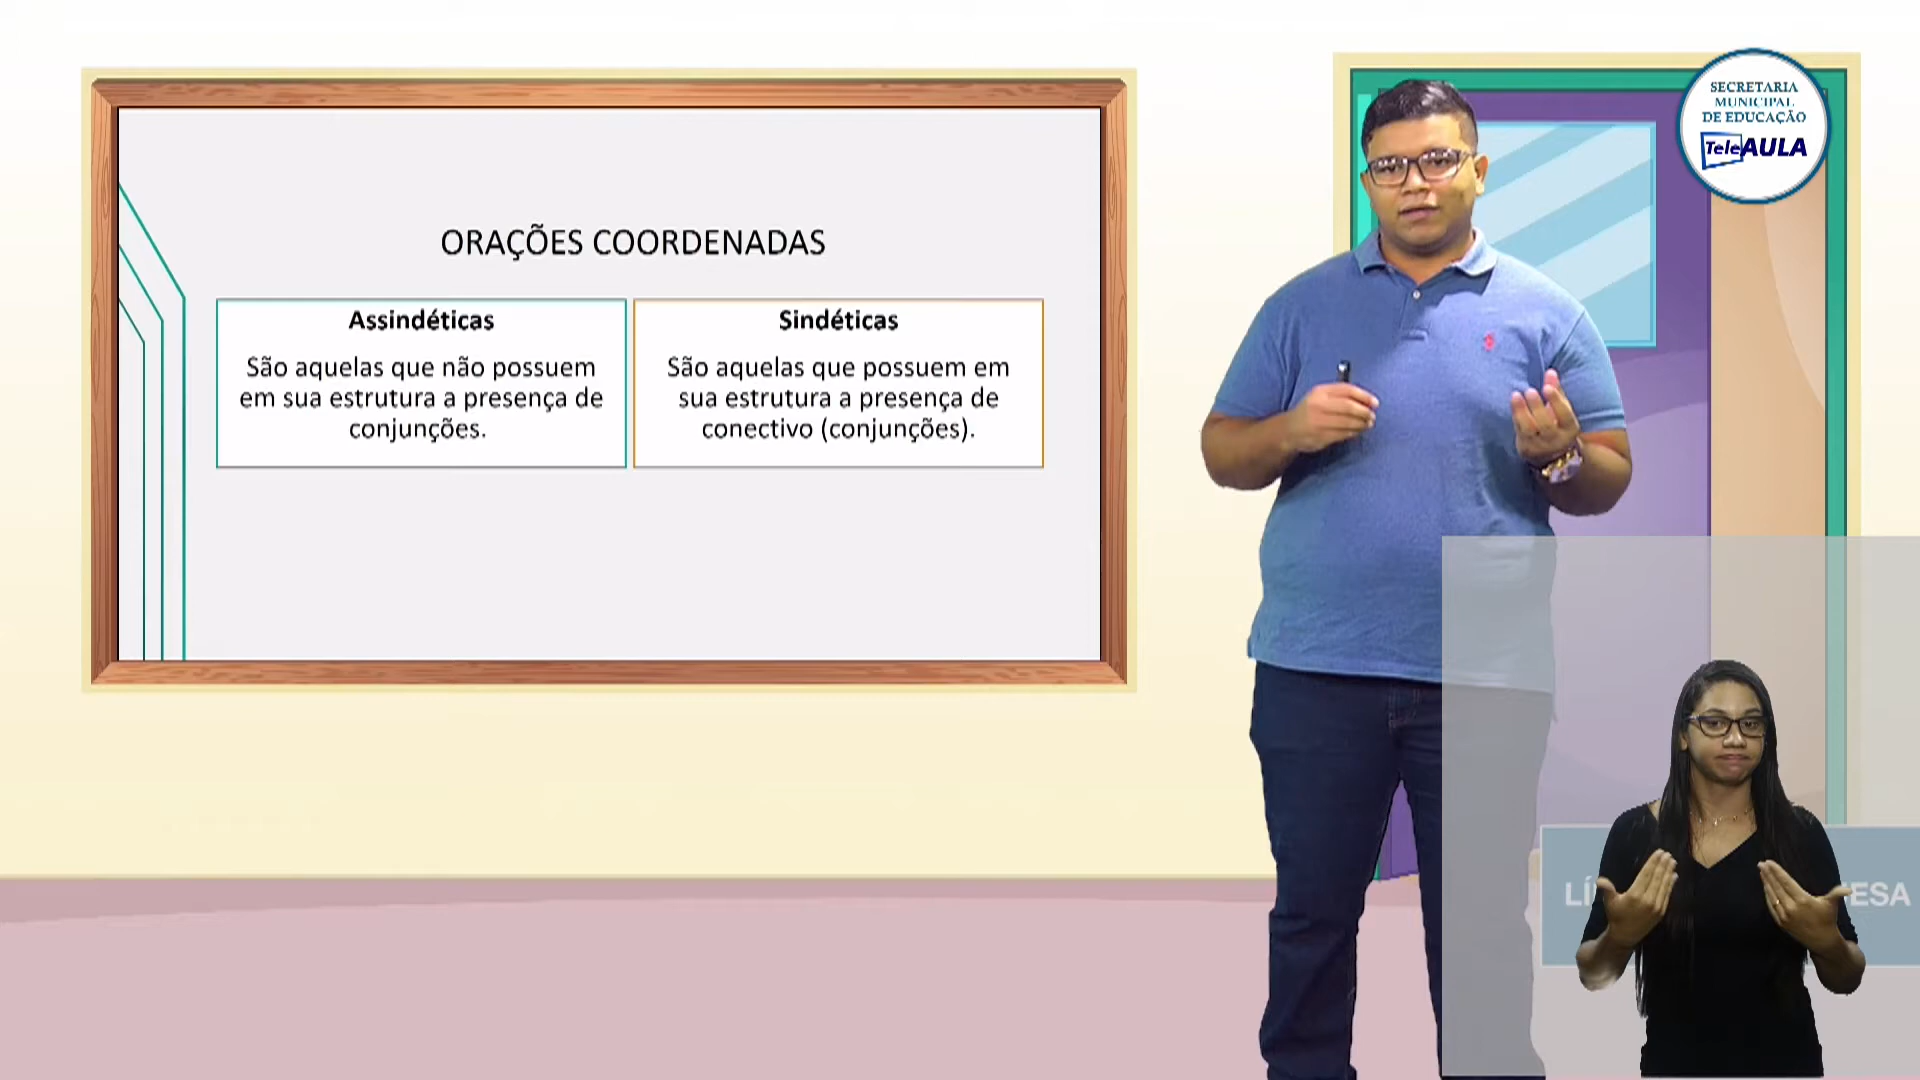 ORAÇÕES COORDENADAS
Assindéticas
São aquelas que não possuem
em sua estrutura a presença de
conjunções.
Sindéticas
São aquelas que possuem em
sua estrutura a presença de
conectivo (conjunções).
SECRETARIA
MUNICIPAL
DE EDUCAÇÃO
TeleAULA